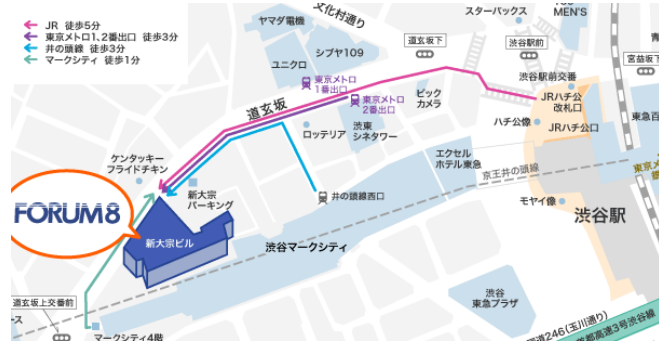 JR 徒歩5分
東京メトロ1、2番出口 徒歩3分
井の頭線 徒歩3分
マークシティ 徒歩1分
ヤマダ電機
文化村通り
スターバックス
MEN'S
シブヤ109
ユニクロ
道玄坂下
渋谷駅前
宮益坂下
東京メトロ
1番出口
渋谷駅前交番
道玄坂
東京メトロ
2番出口
ビック
カメラ
JRハチ公
改札口
ロッテリア
渋東
シネタワー
ハチ公像
JRハチ公口
東急百
ケンタッキー
フライドチキン
エクセル
ホテル東急
京王井の頭線
東京メトロ
新大宗
パーキング
井の頭線西口
モヤイ像
渋谷駅
FORUM8
新大宗ビル
渋谷マークシティ
道玄坂上交番前
渋谷
東急プラザ
ース
マークシティ4階
国道246(玉川通り)
首都高速3号渋谷線